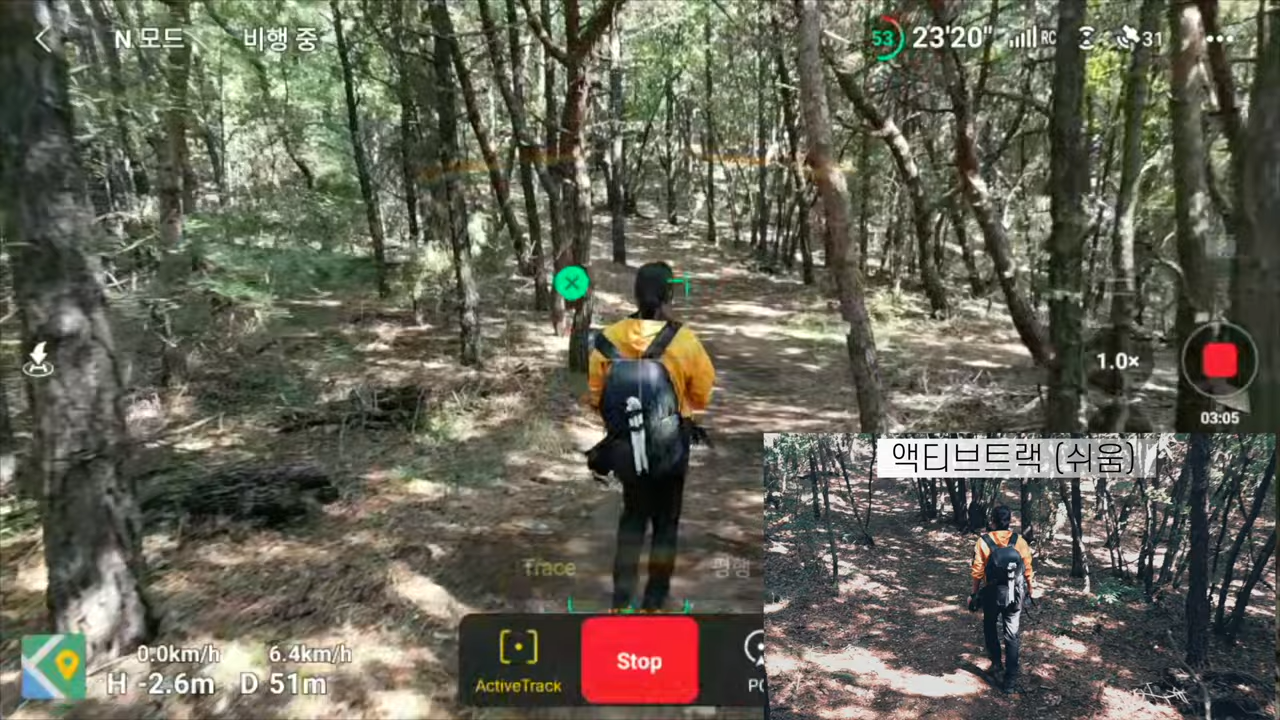 N 모드
비행 중
53
23'20"
RC
31
1.0×
03:05
액티브트랙 (쉬움)
Trace
평행
0.0km/h 6.4km/h
H -2.6m D 51m
ActiveTrack
Stop